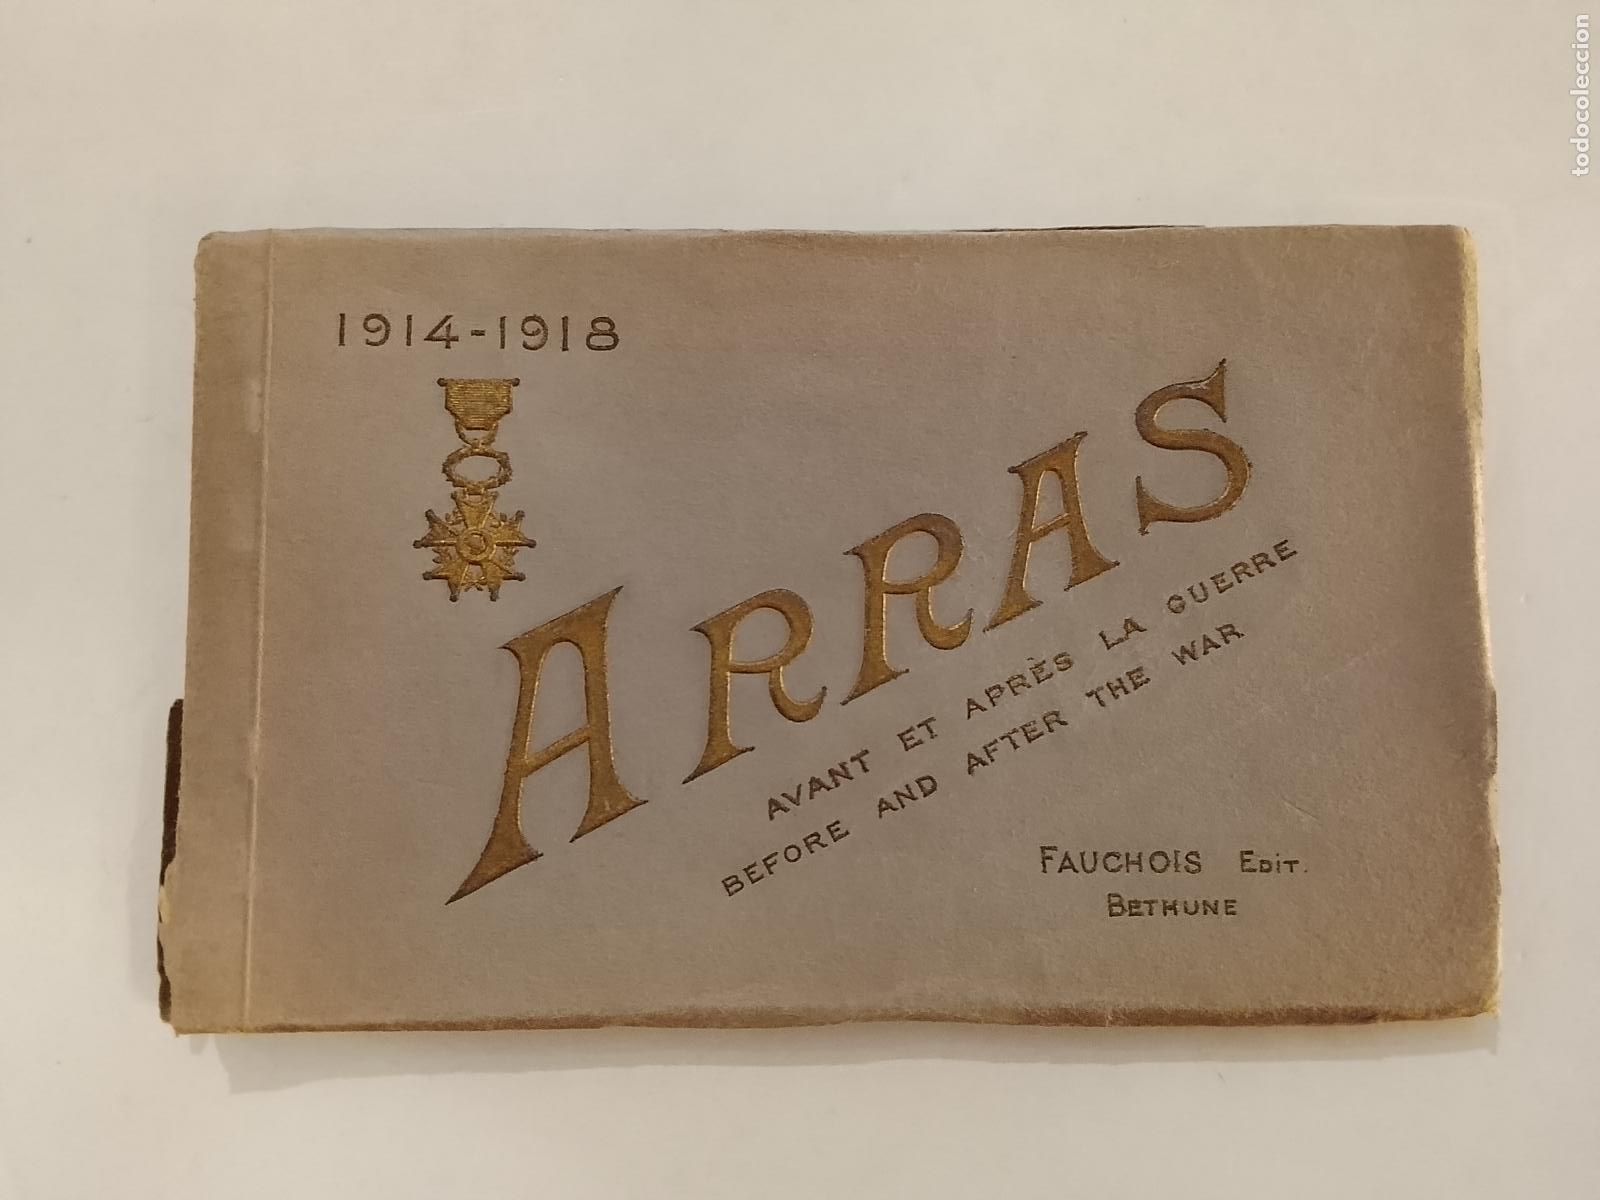 1914-1918
ARRAS
AVANT ET APRÈS LA GUERRE
BEFORE AND AFTER THE WAR
FAUCHOIS EDIT.
BETHUNE
todocoleccion